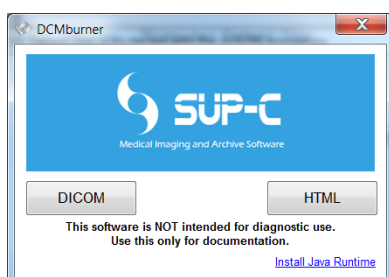 DCMburner
SUP-C
Medical Imaging and Archive Software
DICOM
HTML
This software is NOT intended for diagnostic use.
Use this only for documentation.
Install Java Runtime